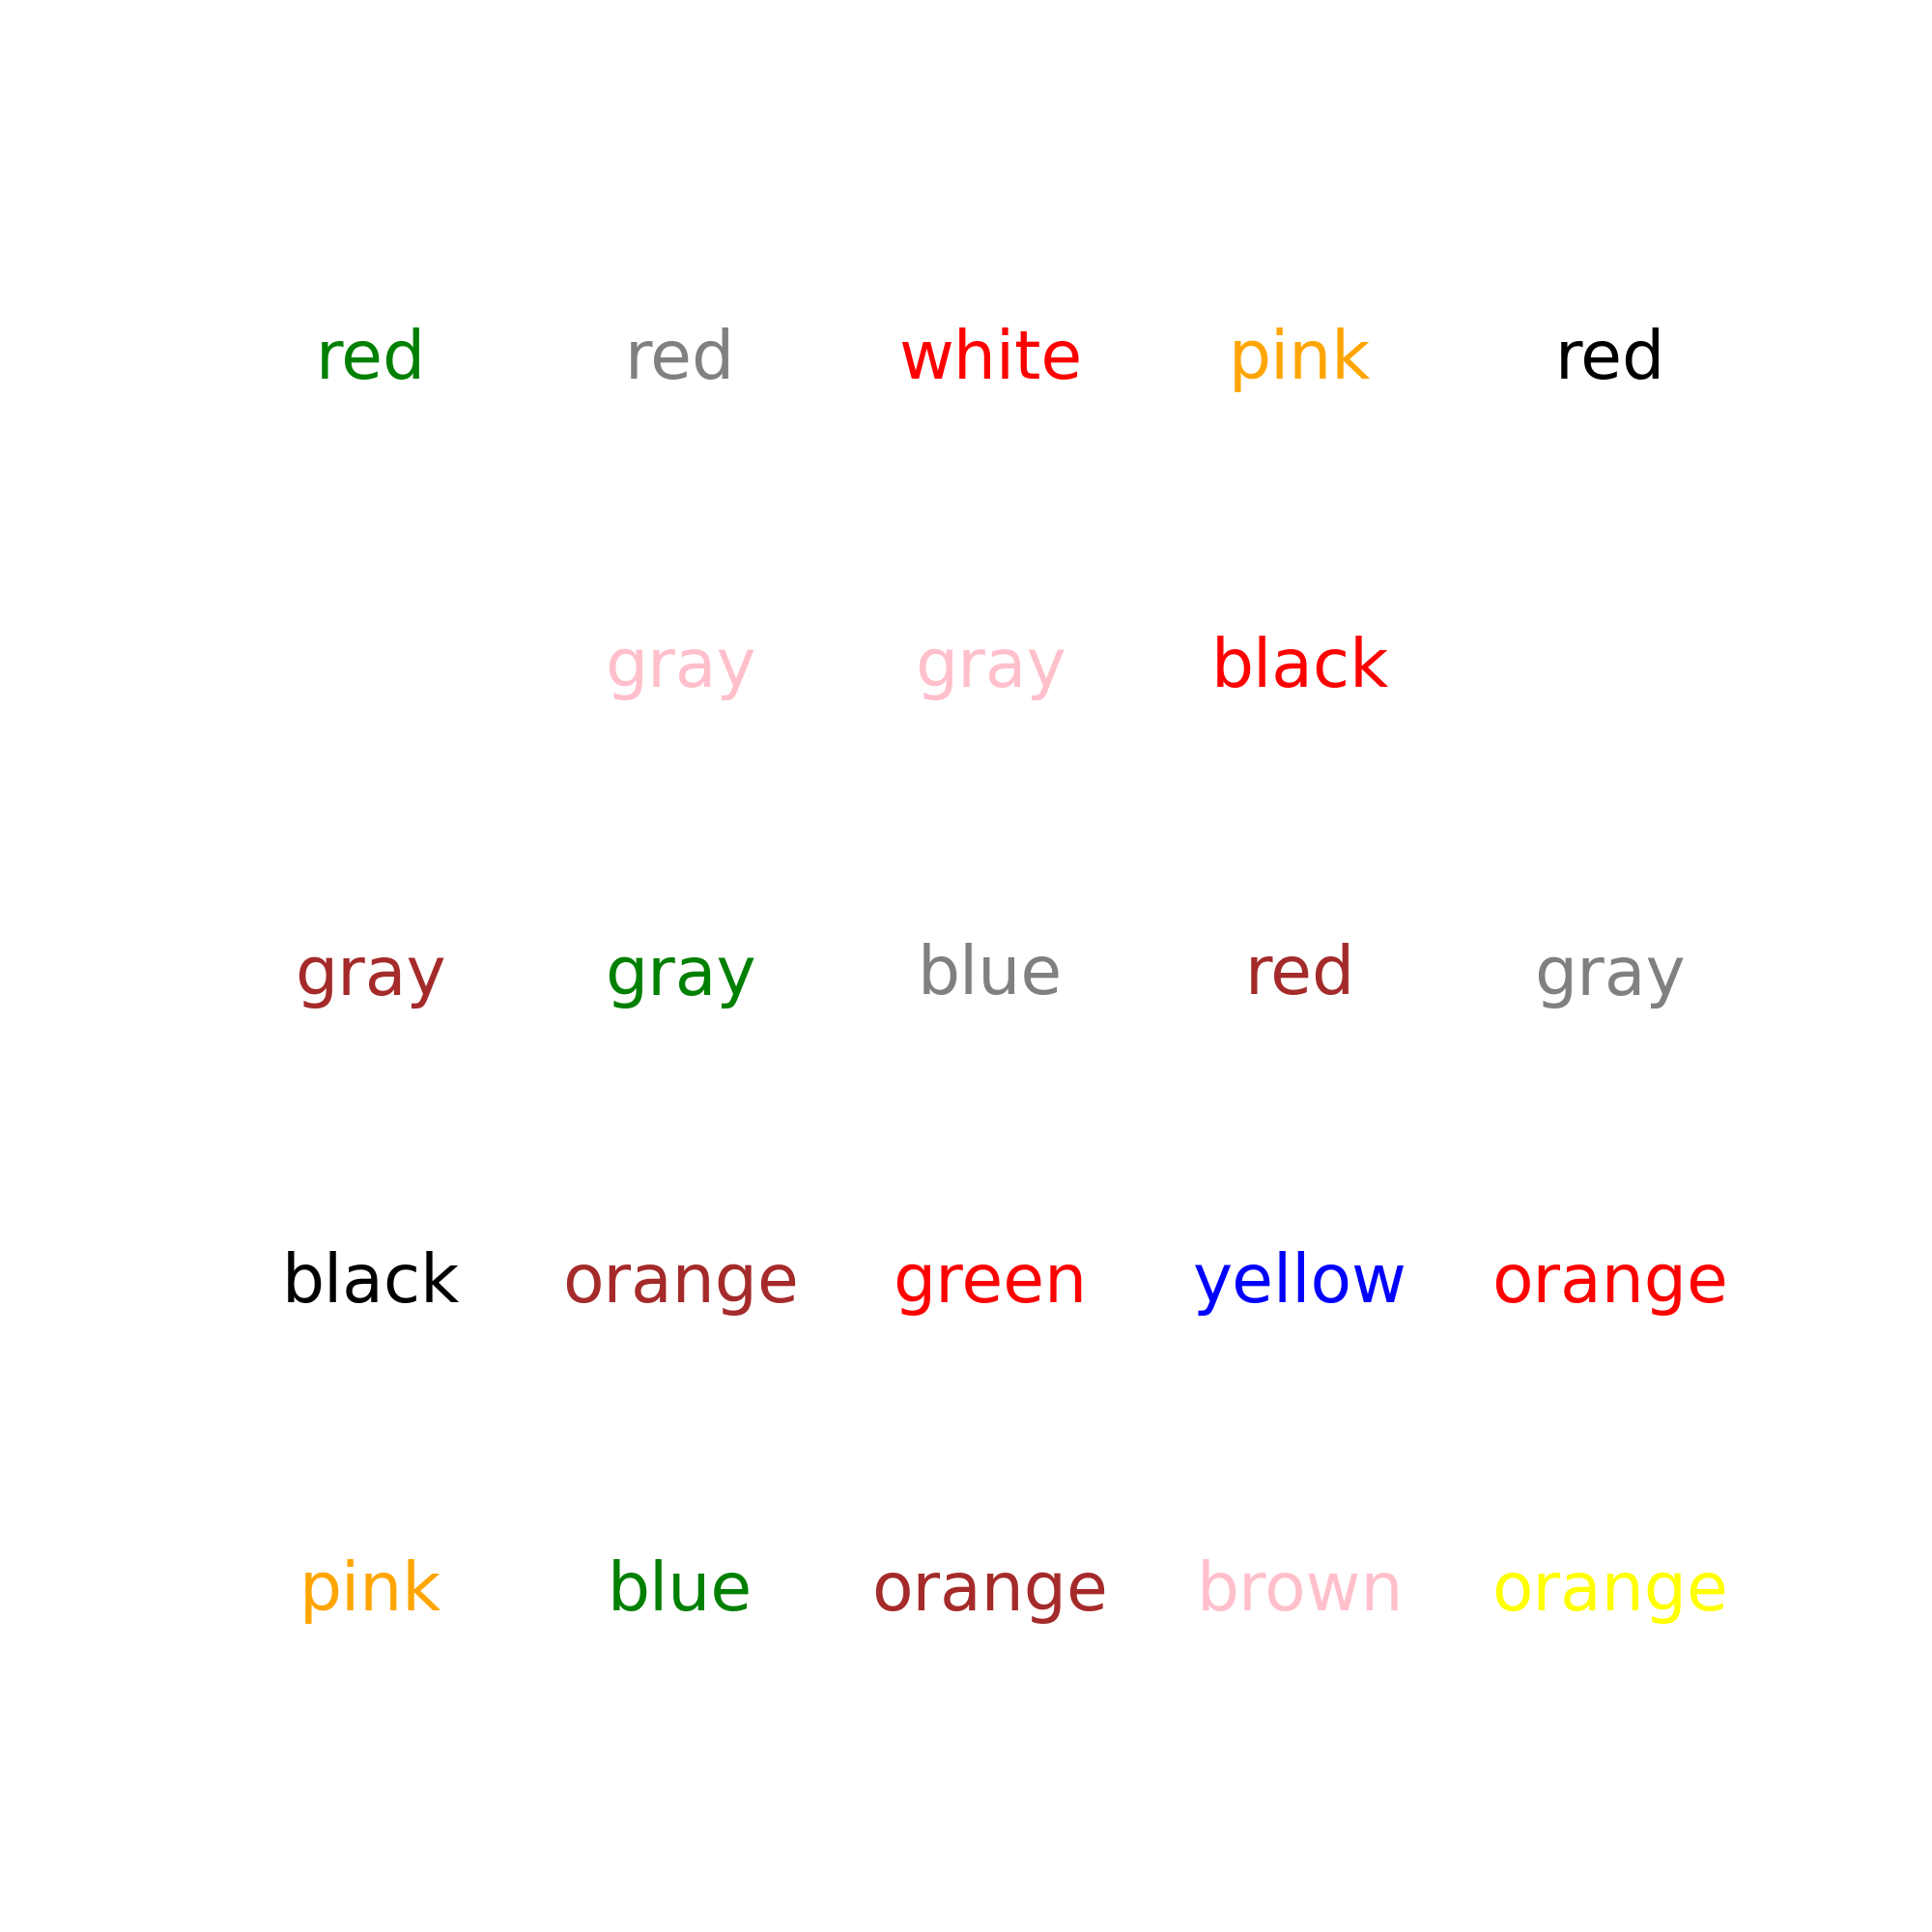 red red white pink red
gray gray black
gray gray blue red gray
black orange green yellow orange
pink blue orange brown orange